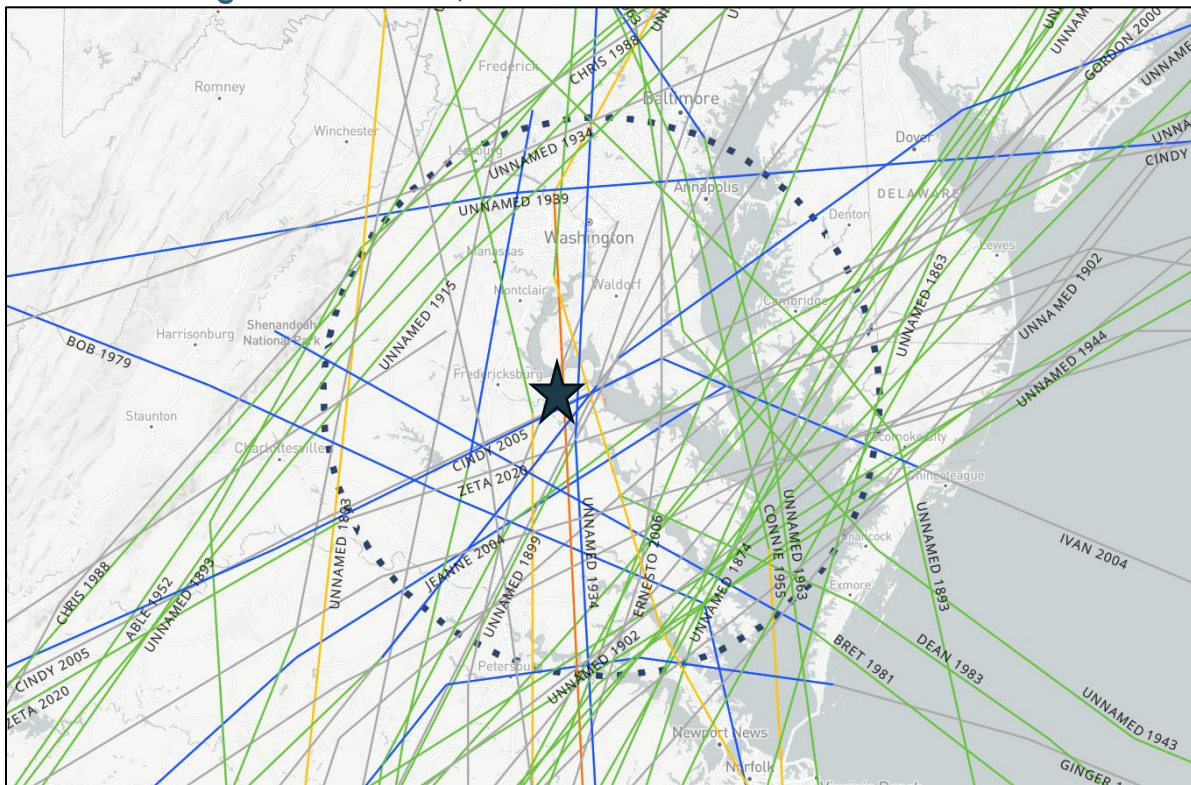 Romney
Frederick
CHRIS 1988
Baltimore
GORDON 2000
Winchester
Leesburg
UNNAMED 1934
Dover
CINDY
UNNAMED 1939
Annapolis
DELAWARE
Denton
Washington
Manassas
Lewes
Montclair
Waldorf
Cambridge
UNNAMED 1863
UNNAMED 1902
UNNAMED 1915
Harrisonburg
Shenandoah
National Park
BOB 1979
Fredericksburg
UNNAMED 1944
Staunton
Charlottesville
CINDY 2005
ZETA 2020
Pocomoke City
Chincoteague
UNNAMED 1893
JEANNE 2004
UNNAMED 1899
UNNAMED 1934
ERNESTO 2006
UNNAMED 1874
CONNIE 1955
UNNAMED 1963
Exmore
IVAN 2004
UNNAMED 1893
CHRIS 1988
ABLE 1952
UNNAMED 1893
CINDY 2005
ZETA 2020
Petersburg
UNNAMED 1902
BRET 1981
DEAN 1983
UNNAMED 1943
Newport News
Norfolk
GINGER